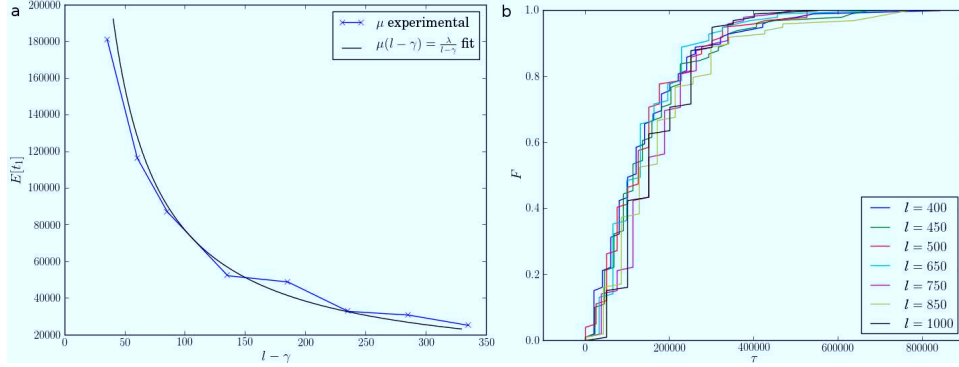 a
200000
180000
160000
140000
120000
100000
80000
60000
40000
20000
E[t₁]
0 50 100 150 200 250 300 350
l − γ
μ experimental
μ(l − γ) = λ/(l−γ) fit
b
1.0
0.8
0.6
0.4
0.2
0.0
F
0 200000 400000 600000 800000
τ
l = 400
l = 450
l = 500
l = 650
l = 750
l = 850
l = 1000